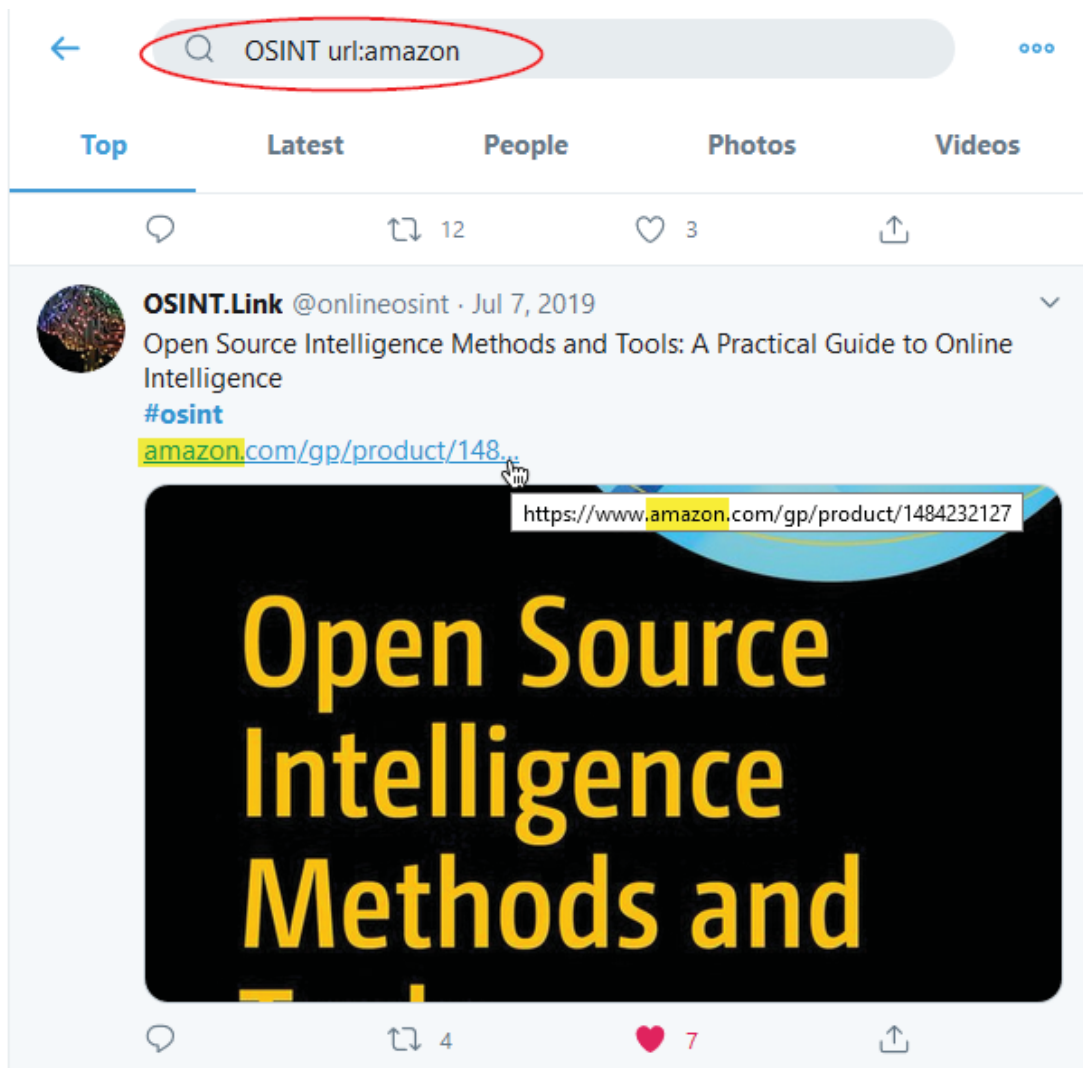 OSINT url:amazon
Top Latest People Photos Videos
12 3
OSINT.Link @onlineosint · Jul 7, 2019
Open Source Intelligence Methods and Tools: A Practical Guide to Online
Intelligence
#osint
amazon.com/gp/product/148...
https://www.amazon.com/gp/product/1484232127
Open Source
Intelligence
Methods and
4 7